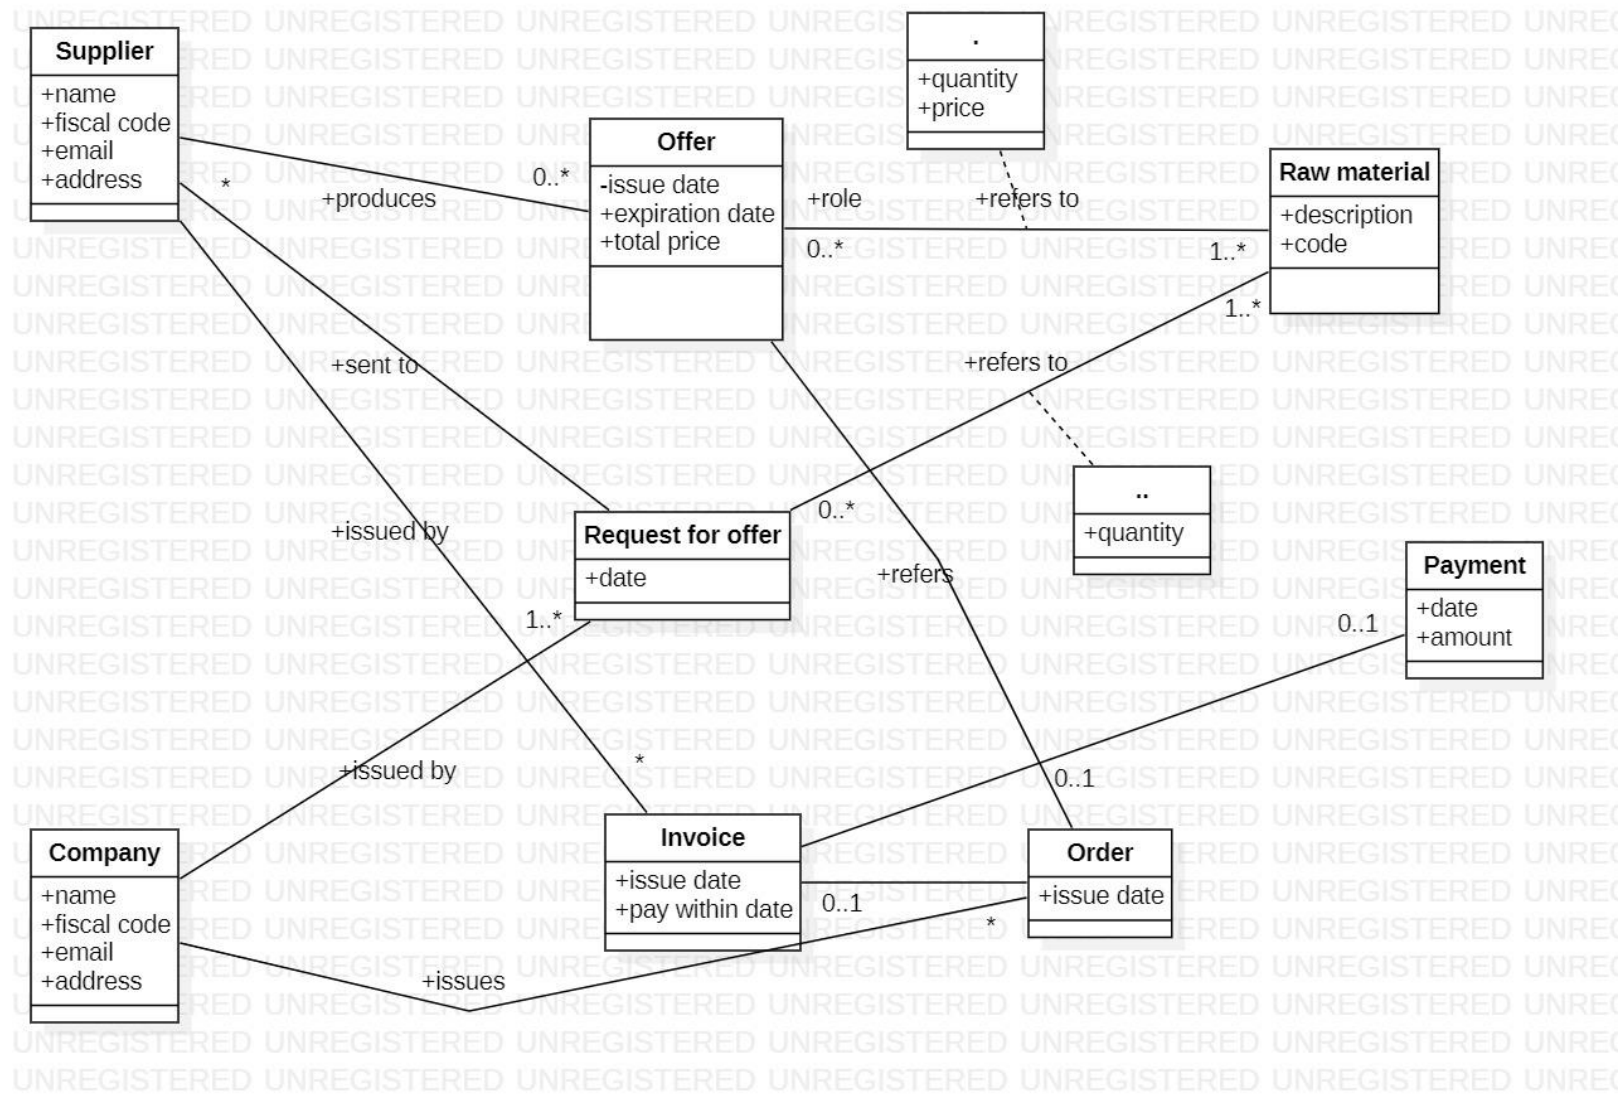 Supplier
+name
+fiscal code
+email
+address
.
+quantity
+price
Offer
-issue date
+expiration date
+total price
Raw material
+description
+code
*
+produces
0..*
+role
+refers to
0..*
1..*
1..*
+sent to
+refers to
0..*
..
+quantity
+issued by
Request for offer
+date
1..*
+refers
Payment
+date
+amount
0..1
+issued by
*
0..1
Company
+name
+fiscal code
+email
+address
Invoice
+issue date
+pay within date
0..1
Order
+issue date
*
+issues
UNREGISTERED